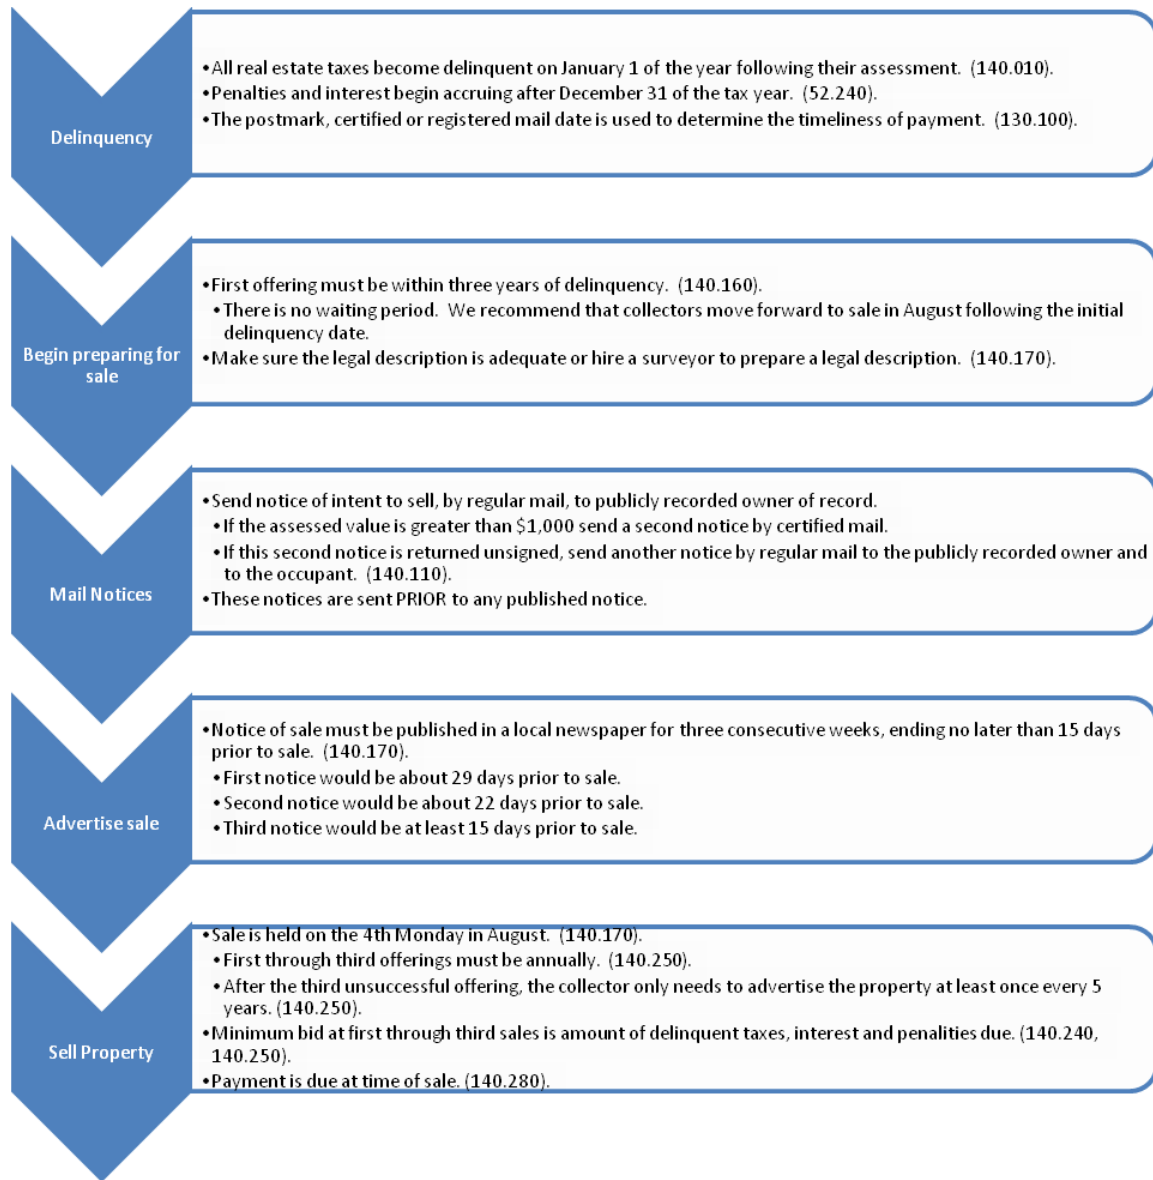 Delinquency
•All real estate taxes become delinquent on January 1 of the year following their assessment. (140.010).
•Penalties and interest begin accruing after December 31 of the tax year. (52.240).
•The postmark, certified or registered mail date is used to determine the timeliness of payment. (130.100).
Begin preparing for
sale
•First offering must be within three years of delinquency. (140.160).
•There is no waiting period. We recommend that collectors move forward to sale in August following the initial
delinquency date.
•Make sure the legal description is adequate or hire a surveyor to prepare a legal description. (140.170).
Mail Notices
•Send notice of intent to sell, by regular mail, to publicly recorded owner of record.
•If the assessed value is greater than $1,000 send a second notice by certified mail.
•If this second notice is returned unsigned, send another notice by regular mail to the publicly recorded owner and
to the occupant. (140.110).
•These notices are sent PRIOR to any published notice.
Advertise sale
•Notice of sale must be published in a local newspaper for three consecutive weeks, ending no later than 15 days
prior to sale. (140.170).
•First notice would be about 29 days prior to sale.
•Second notice would be about 22 days prior to sale.
•Third notice would be at least 15 days prior to sale.
Sell Property
•Sale is held on the 4th Monday in August. (140.170).
•First through third offerings must be annually. (140.250).
•After the third unsuccessful offering, the collector only needs to advertise the property at least once every 5
years. (140.250).
•Minimum bid at first through third sales is amount of delinquent taxes, interest and penalities due. (140.240,
140.250).
•Payment is due at time of sale. (140.280).